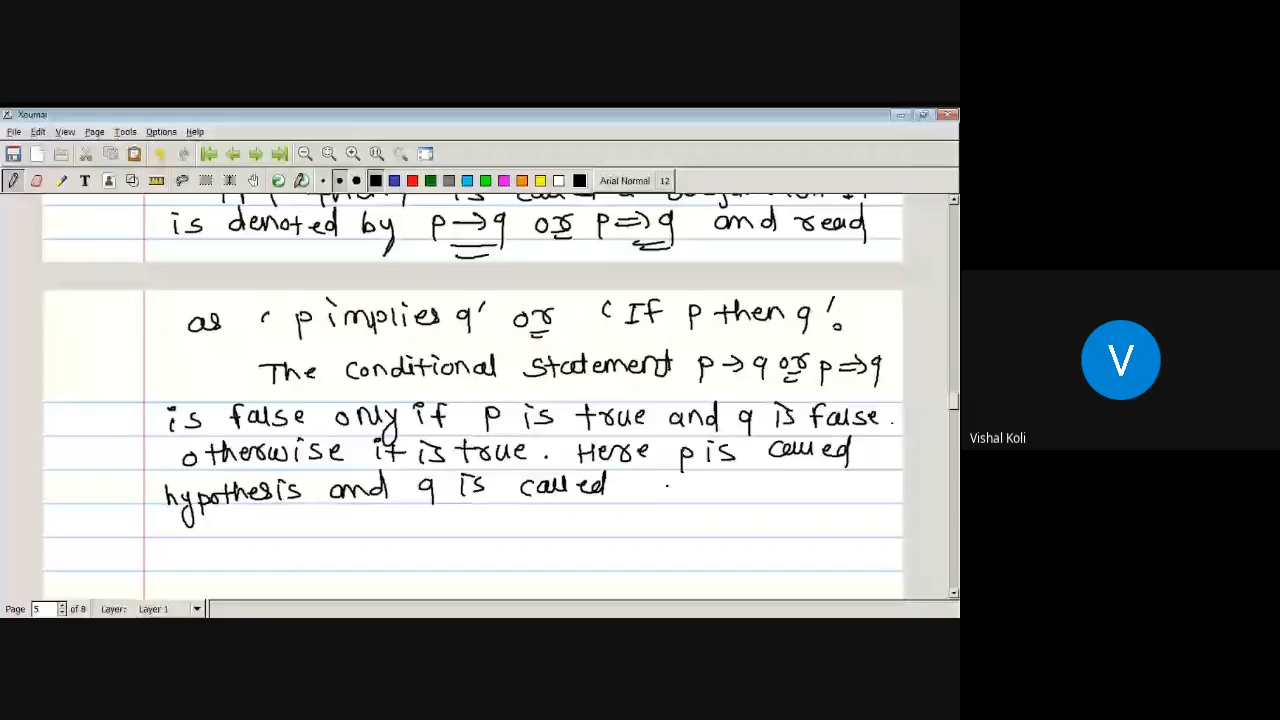 Xournal
File Edit View Page Tools Options Help
T Arial Normal 12
is
is denoted by p → q or p ⇒ q and read
as ' p implies q' or ' If p then q '.
The conditional statement p → q or p ⇒ q
is false only if p is true and q is false.
otherwise it is true. Here p is called
hypothesis and q is called
Page 5 of 8 Layer: Layer 1
V
Vishal Koli